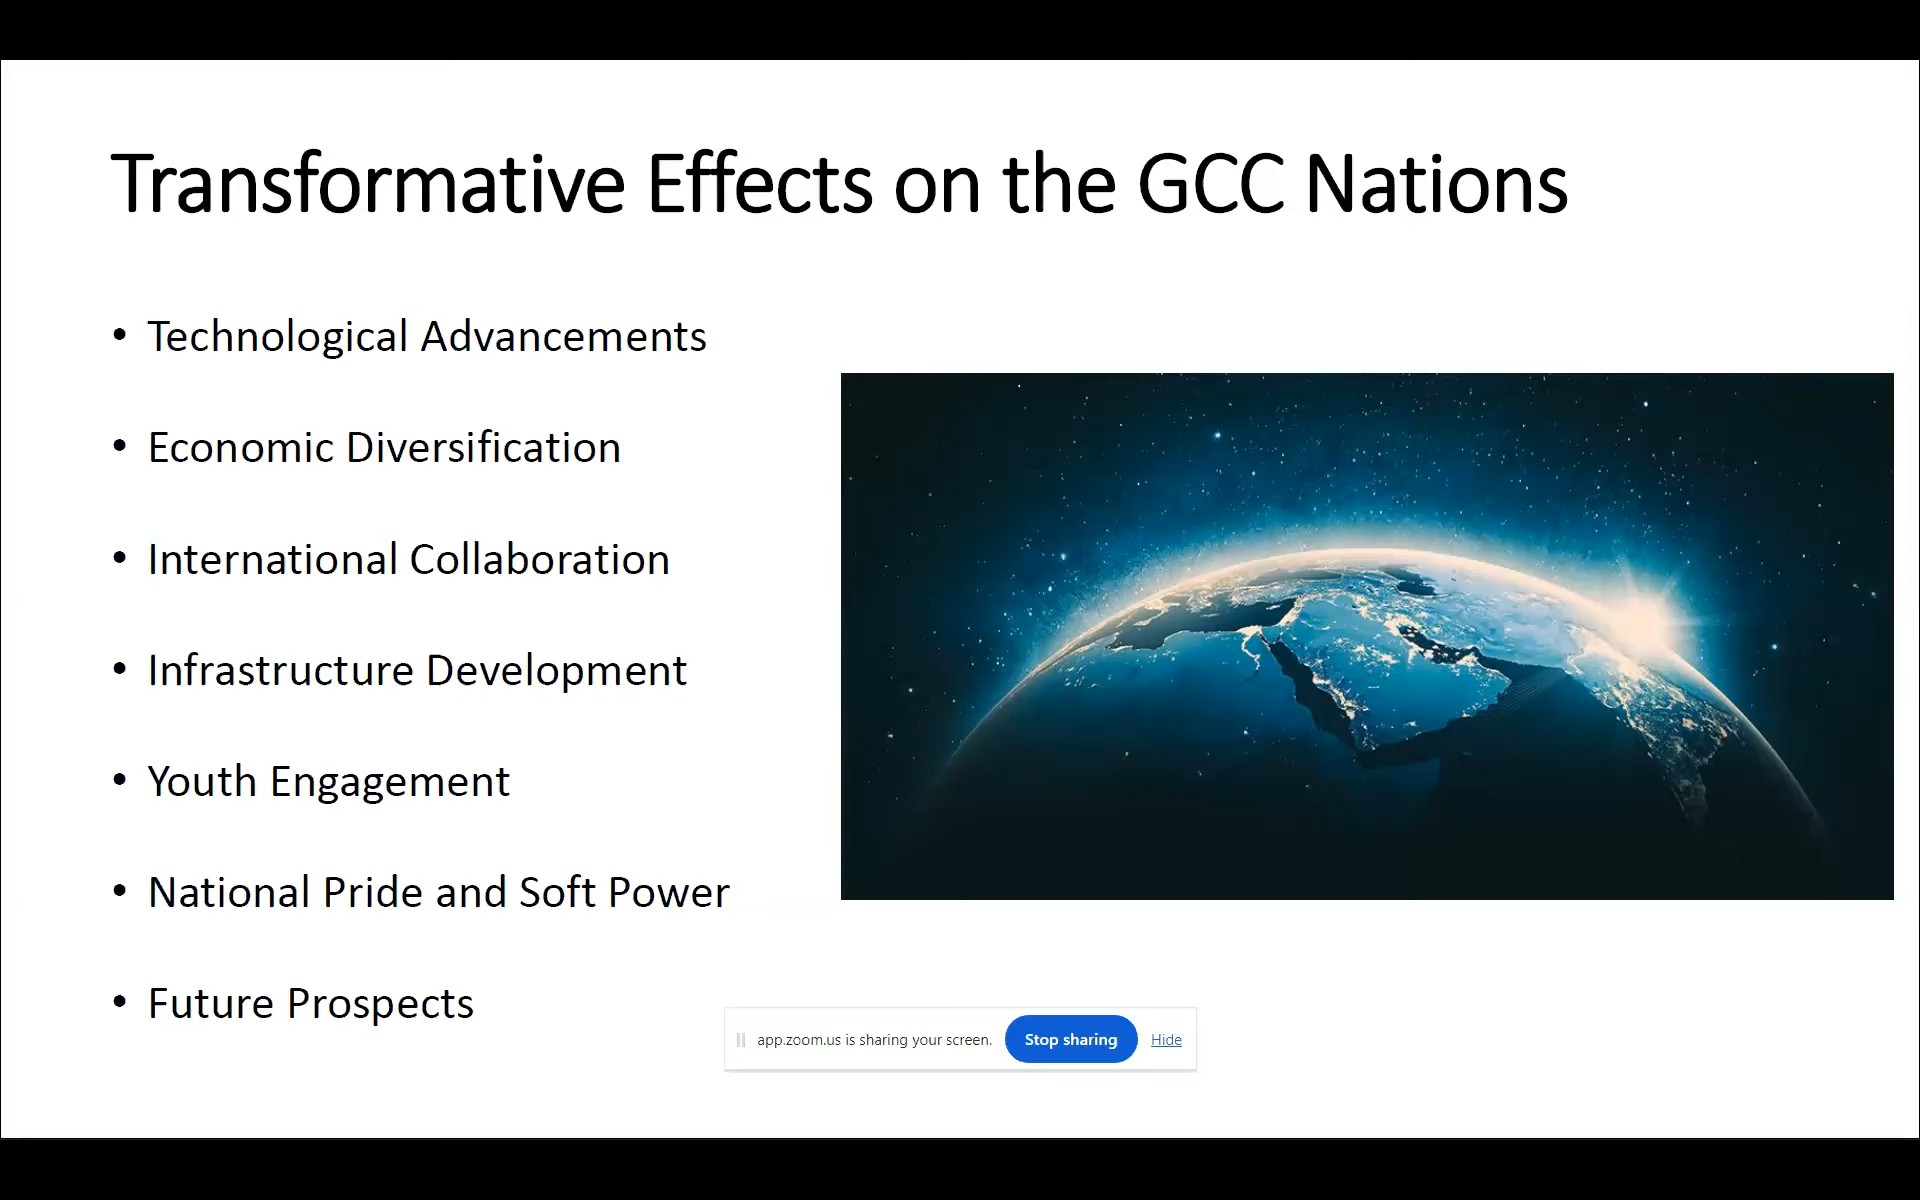 Transformative Effects on the GCC Nations
• Technological Advancements
• Economic Diversification
• International Collaboration
• Infrastructure Development
• Youth Engagement
• National Pride and Soft Power
• Future Prospects
app.zoom.us is sharing your screen. Stop sharing Hide